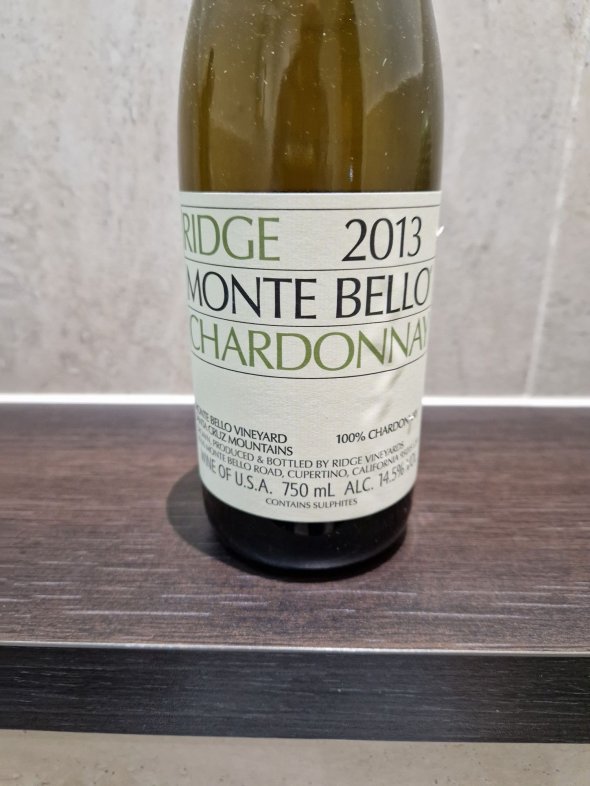 RIDGE 2013
MONTE BELLO
CHARDONNAY
MONTE BELLO VINEYARD
SANTA CRUZ MOUNTAINS 100% CHARDONNAY
GROWN, PRODUCED & BOTTLED BY RIDGE VINEYARDS
MONTE BELLO ROAD, CUPERTINO, CALIFORNIA
WINE OF U.S.A. 750 mL ALC. 14.5%
CONTAINS SULPHITES